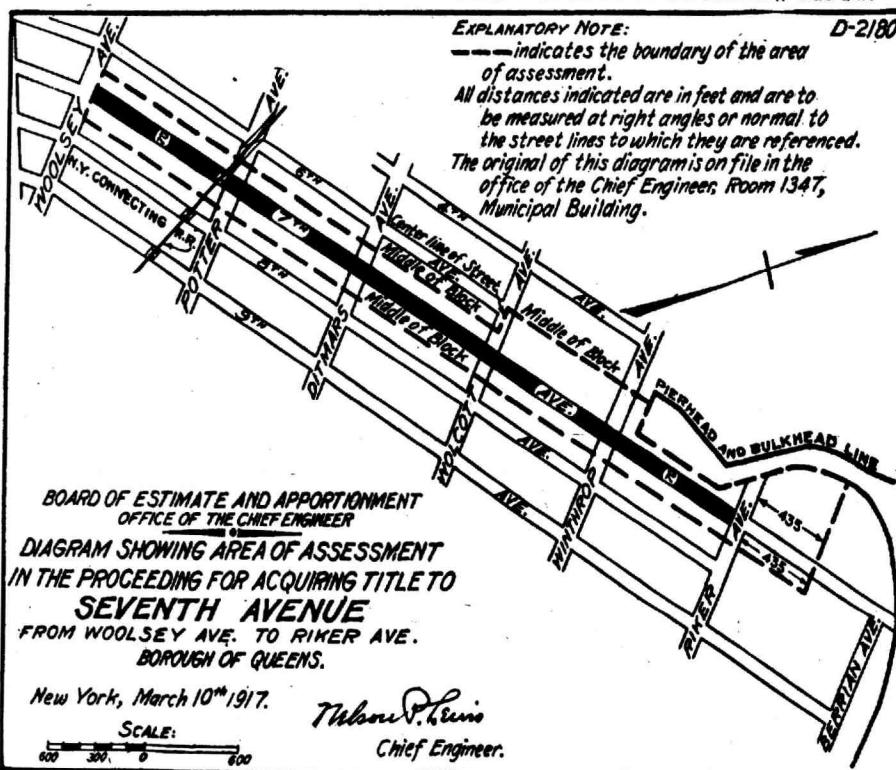 EXPLANATORY NOTE:
D-2180
indicates the boundary of the area
of assessment.
All distances indicated are in feet and are to
be measured at right angles or normal to
the street lines to which they are referenced.
The original of this diagram is on file in the
office of the Chief Engineer, Room 1347,
Municipal Building.
WOOLSEY AVE.
POTTER AVE.
DITMARS AVE.
WOLCOTT AVE.
WINTHROP AVE.
RIKER AVE.
BERRIAN AVE.
N.Y. CONNECTING
R.R.
6TH
AVE.
4TH
AVE.
7TH
AVE.
8TH
AVE.
9TH
AVE.
Center line of Street
Middle of Block
Middle of Block
Middle of Block
PIERHEAD AND BULKHEAD LINE
435
435
BOARD OF ESTIMATE AND APPORTIONMENT
OFFICE OF THE CHIEF ENGINEER
DIAGRAM SHOWING AREA OF ASSESSMENT
IN THE PROCEEDING FOR ACQUIRING TITLE TO
SEVENTH AVENUE
FROM WOOLSEY AVE. TO RIKER AVE.
BOROUGH OF QUEENS.
New York, March 10th 1917.
Nelson P. Lewis
Chief Engineer.
SCALE:
600 300 0 600